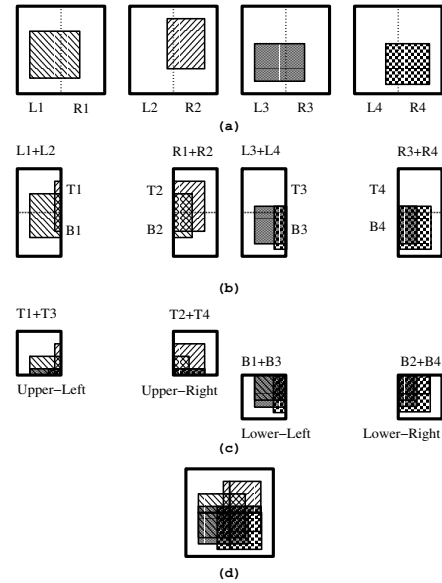 L1 R1 L2 R2 L3 R3 L4 R4
(a)
L1+L2 R1+R2 L3+L4 R3+R4
T1 T2 T3 T4
B1 B2 B3 B4
(b)
T1+T3 T2+T4
B1+B3 B2+B4
Upper-Left Upper-Right
Lower-Left Lower-Right
(c)
(d)